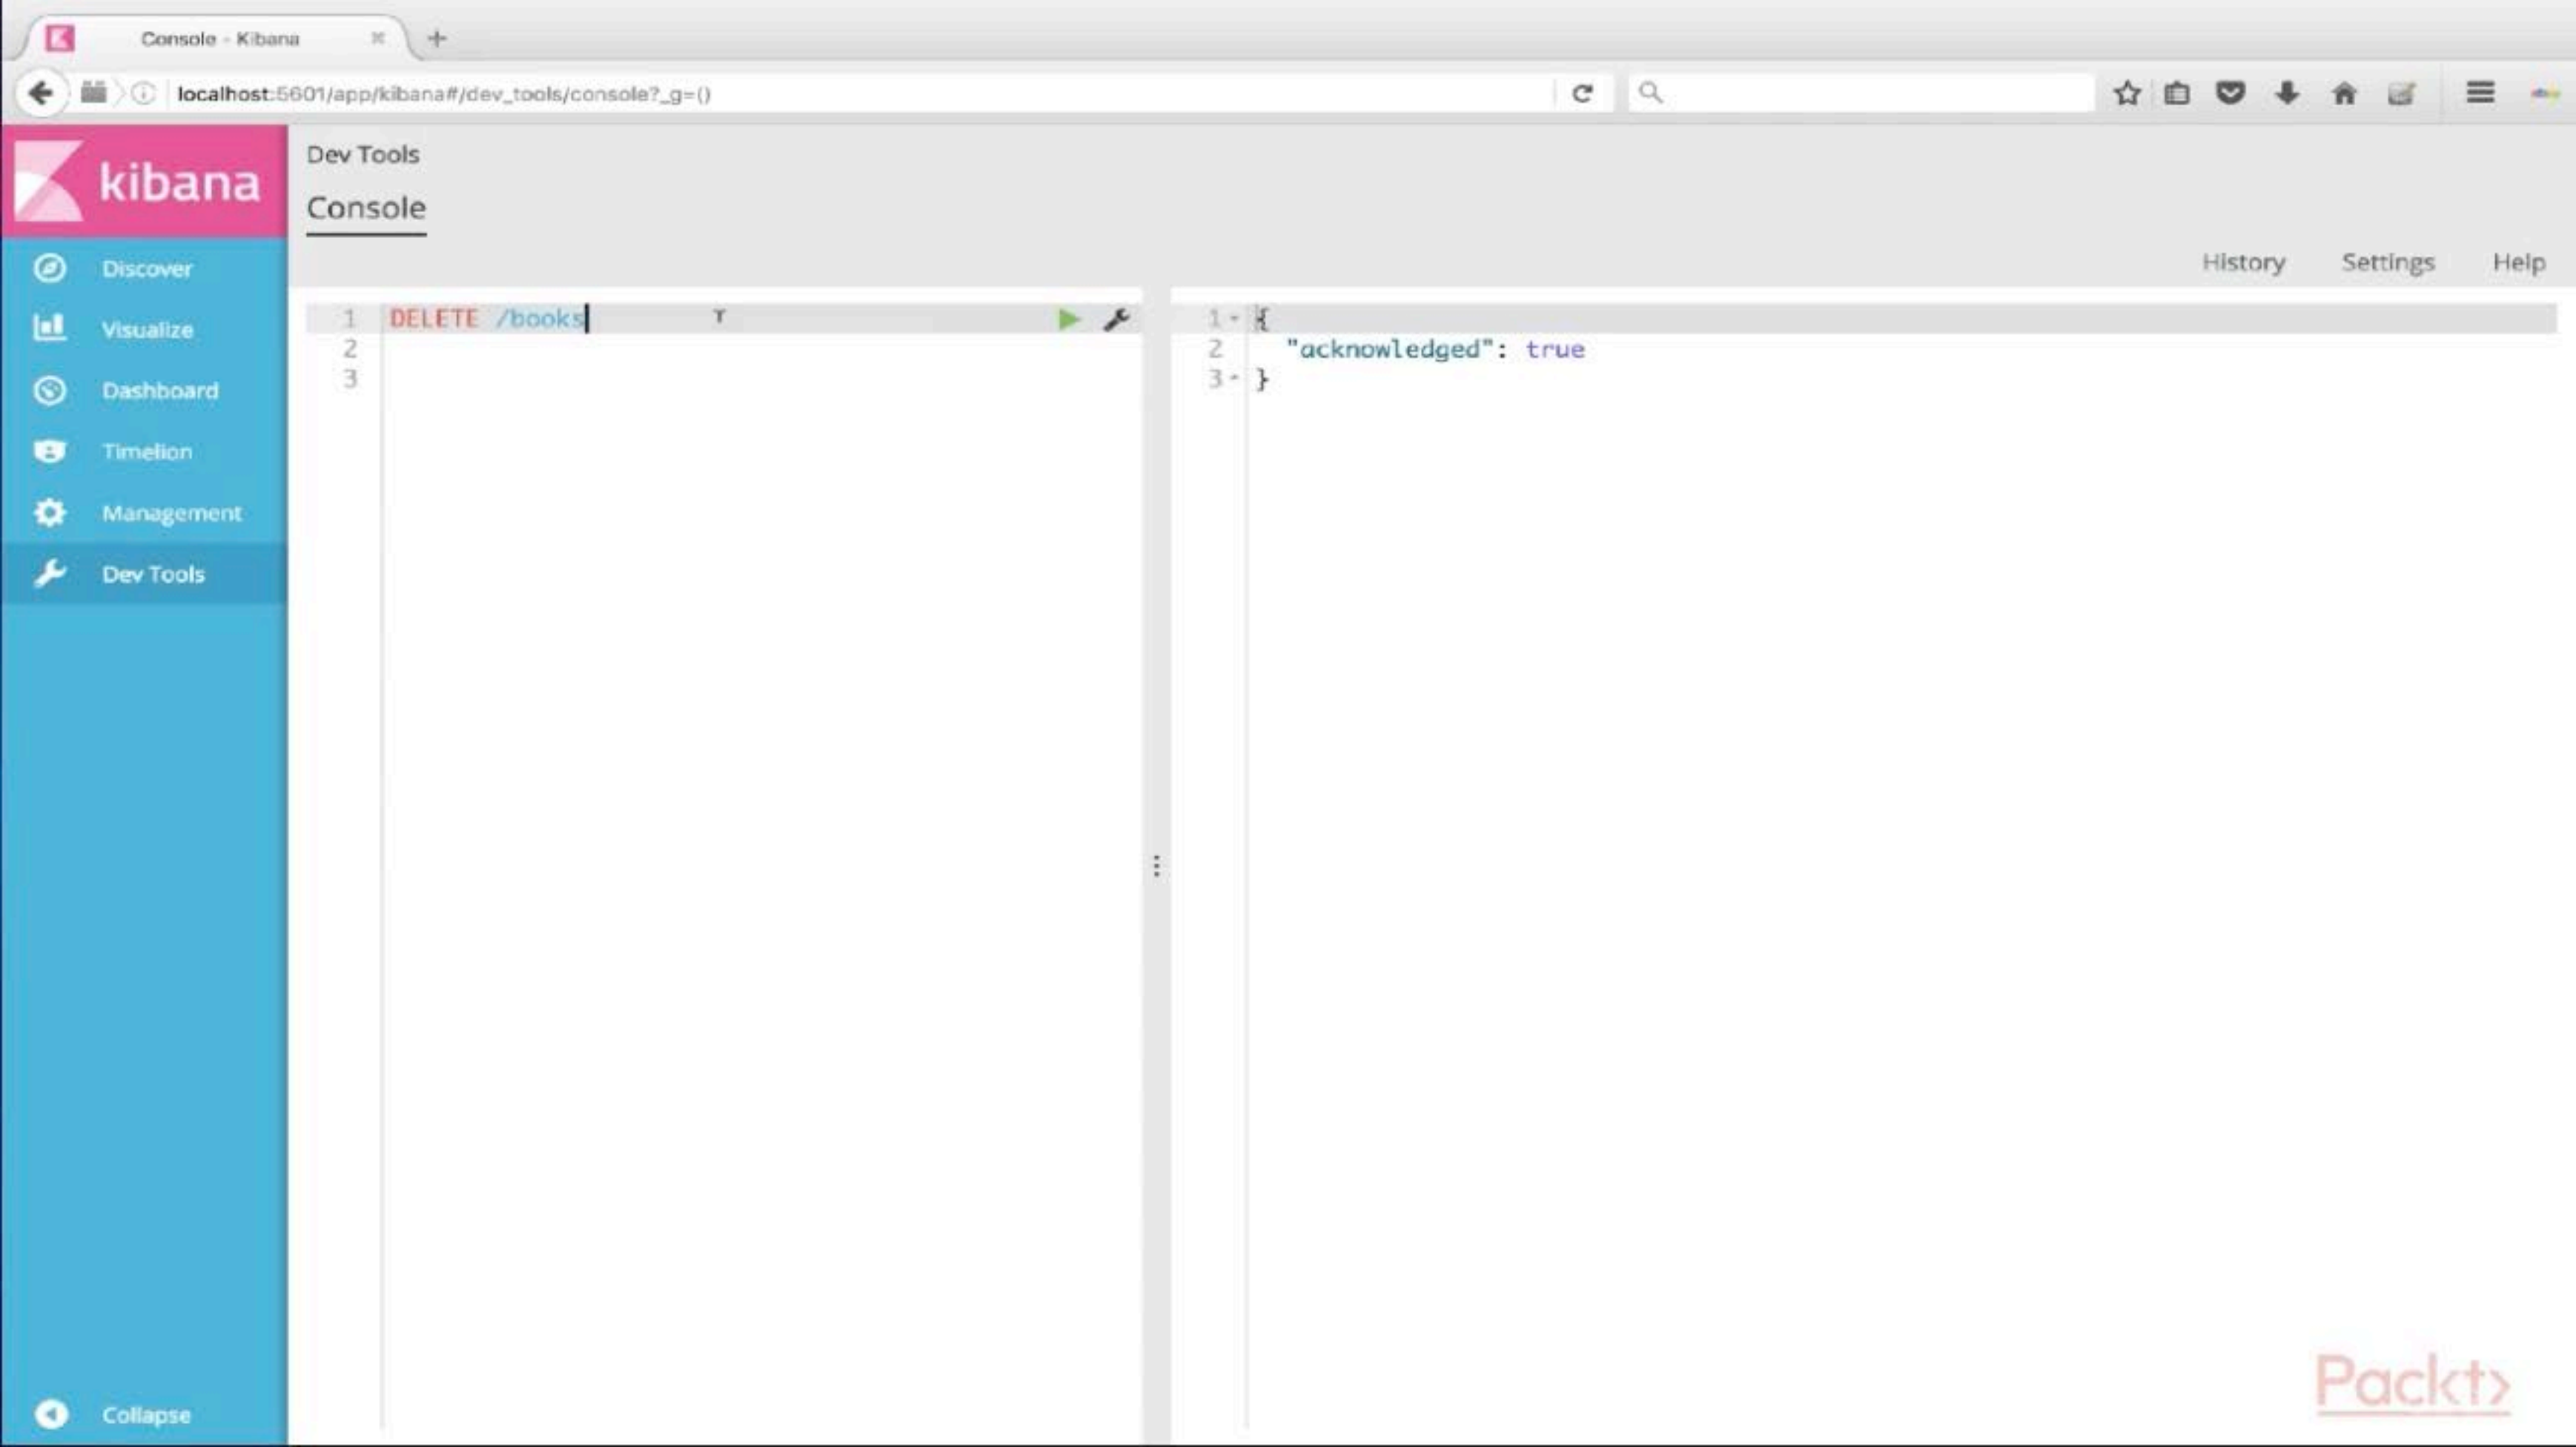 Console - Kibana
localhost:5601/app/kibana#/dev_tools/console?_g=()
kibana
Dev Tools
Console
Discover
Visualize
Dashboard
Timelion
Management
Dev Tools
Collapse
History Settings Help
1 DELETE /books
2
3
1 {
2 "acknowledged": true
3 }
Packt>